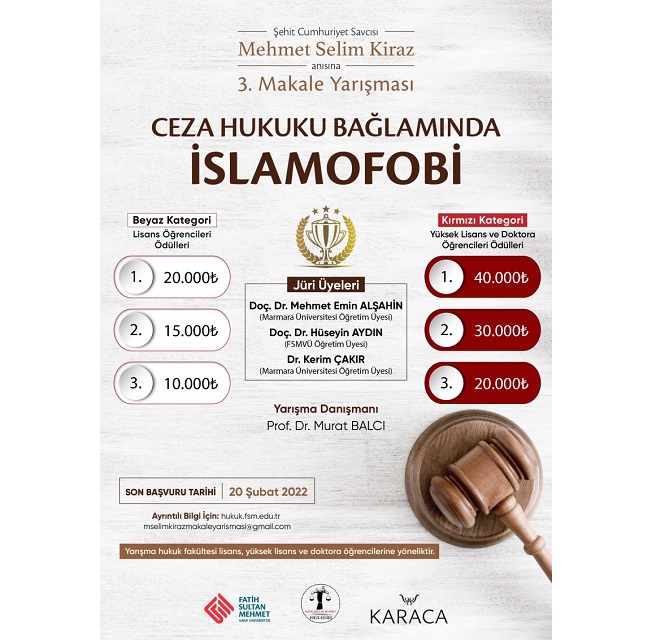 Şehit Cumhuriyet Savcısı
Mehmet Selim Kiraz
anısına
3. Makale Yarışması
CEZA HUKUKU BAĞLAMINDA
İSLAMOFOBİ
Beyaz Kategori
Lisans Öğrencileri
Ödülleri
1. 20.000₺
2. 15.000₺
3. 10.000₺
Jüri Üyeleri
Doç. Dr. Mehmet Emin ALŞAHİN
(Marmara Üniversitesi Öğretim Üyesi)
Doç. Dr. Hüseyin AYDIN
(FSMVÜ Öğretim Üyesi)
Dr. Kerim ÇAKIR
(Marmara Üniversitesi Öğretim Üyesi)
Kırmızı Kategori
Yüksek Lisans ve Doktora
Öğrencileri Ödülleri
1. 40.000₺
2. 30.000₺
3. 20.000₺
Yarışma Danışmanı
Prof. Dr. Murat BALCI
SON BAŞVURU TARİHİ | 20 Şubat 2022
Ayrıntılı Bilgi İçin: hukuk.fsm.edu.tr
mselimkirazmakaleyarismasi@gmail.com
Yarışma hukuk fakültesi lisans, yüksek lisans ve doktora öğrencilerine yöneliktir.
FATİH
SULTAN
MEHMET
VAKIF ÜNİVERSİTESİ
KARACA